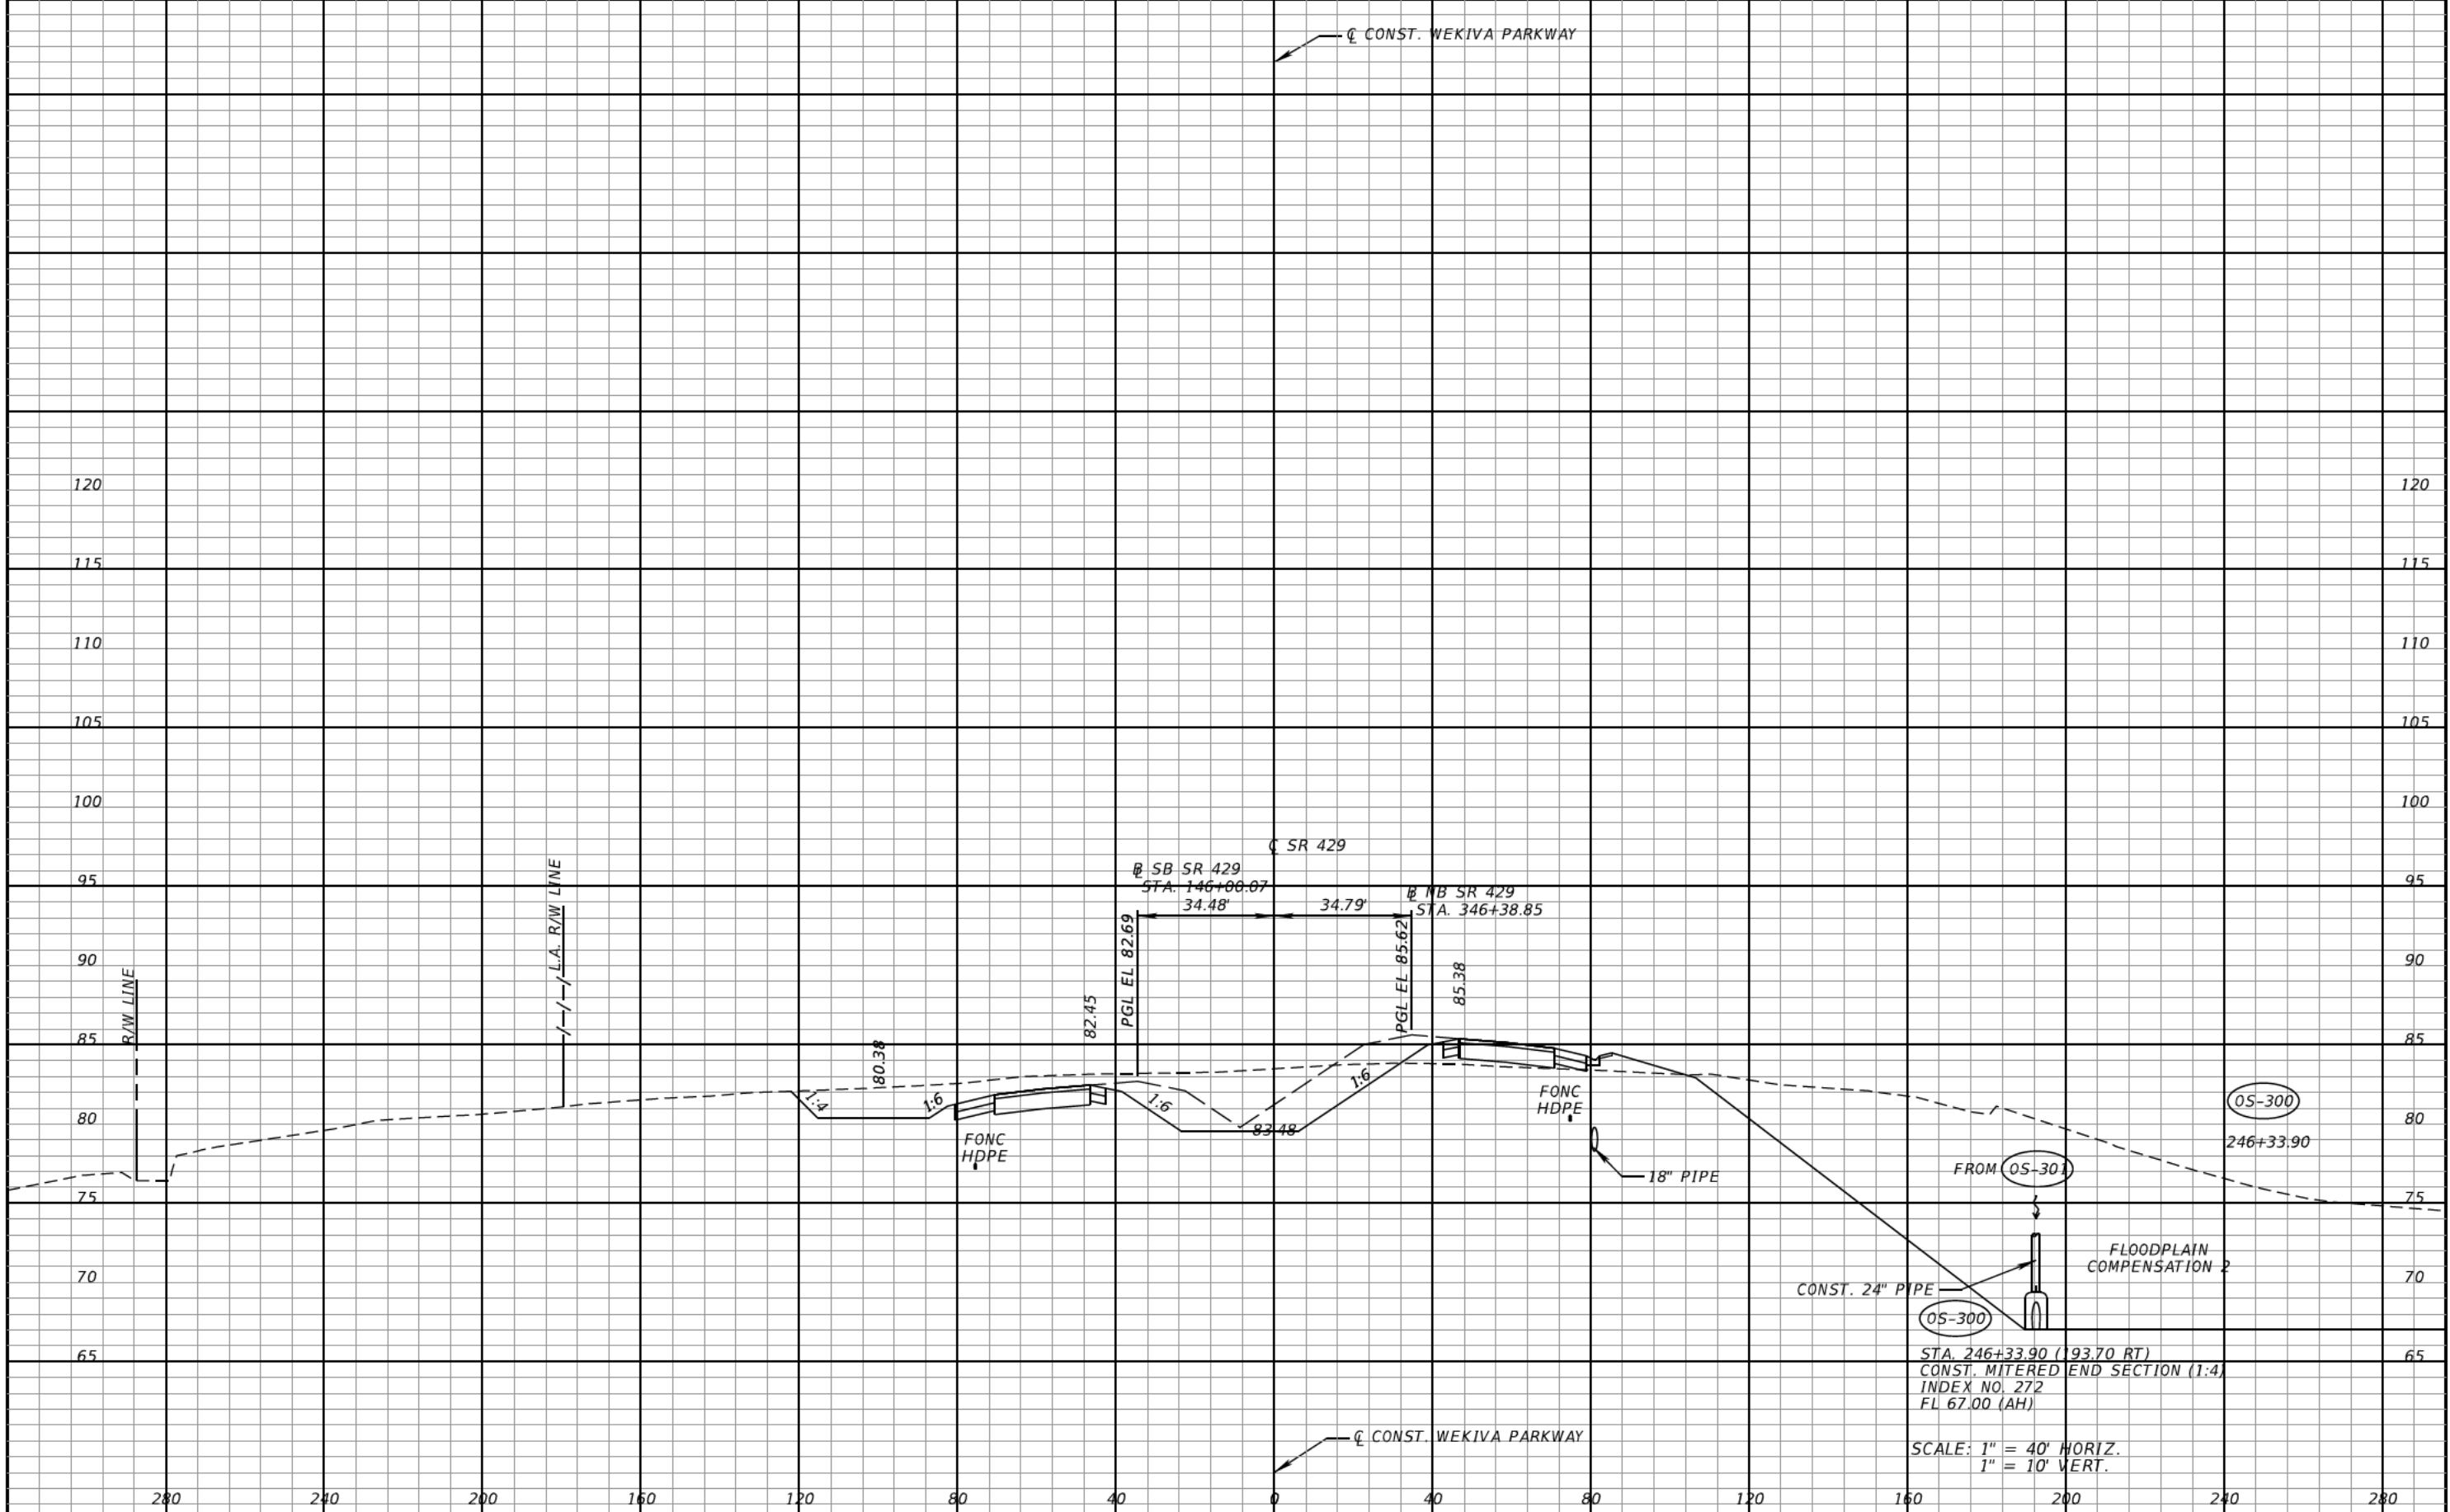 ℄ CONST. WEKIVA PARKWAY
120 120
115 115
110 110
105 105
100 100
℄ SR 429
95 95
L.A. R/W LINE
B SB SR 429
STA. 146+00.07
B NB SR 429
STA. 346+38.85
34.48' 34.79'
PGL EL 82.69
PGL EL 85.62
90 90
R/W LINE
85.38
82.45
85 85
80.38
1:4
1:6
1:6
1:6
83.48
FONC
HDPE
FONC
HDPE
80 80
OS-300
246+33.90
FROM OS-301
18" PIPE
75 75
FLOODPLAIN
COMPENSATION 2
70 70
CONST. 24" PIPE
OS-300
65 65
STA. 246+33.90 (193.70 RT)
CONST. MITERED END SECTION (1:4)
INDEX NO. 272
FL 67.00 (AH)
℄ CONST. WEKIVA PARKWAY
SCALE: 1" = 40' HORIZ.
1" = 10' VERT.
280 240 200 160 120 80 40 0 40 80 120 160 200 240 280